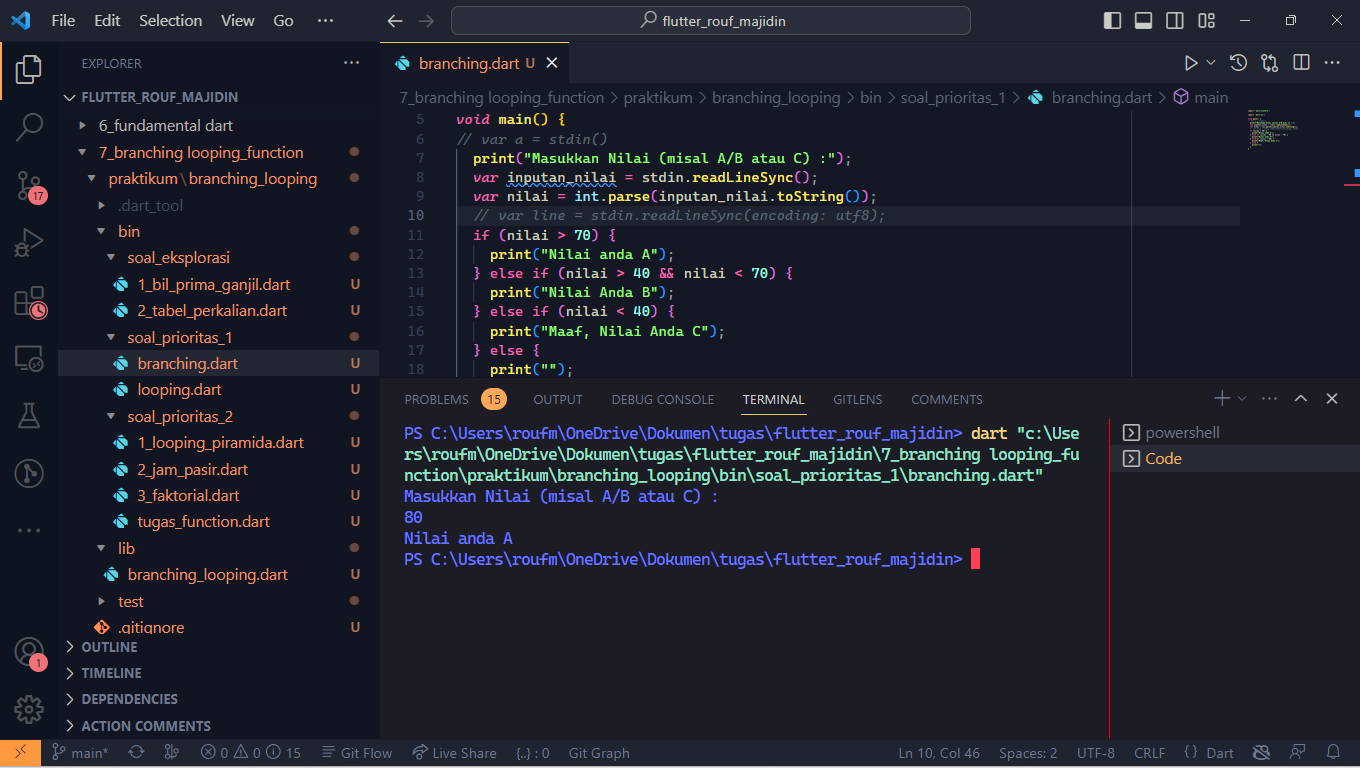 File Edit Selection View Go ···
flutter_rouf_majidin
EXPLORER
FLUTTER_ROUF_MAJIDIN
6_fundamental dart
7_branching looping_function
praktikum\branching_looping
.dart_tool
bin
soal_eksplorasi
1_bil_prima_ganjil.dart U
2_tabel_perkalian.dart U
soal_prioritas_1
branching.dart U
looping.dart U
soal_prioritas_2
1_looping_piramida.dart U
2_jam_pasir.dart U
3_faktorial.dart U
tugas_function.dart U
lib
branching_looping.dart U
test
.gitignore U
OUTLINE
TIMELINE
DEPENDENCIES
ACTION COMMENTS
17
1
branching.dart U
7_branching looping_function > praktikum > branching_looping > bin > soal_prioritas_1 > branching.dart > main
5 void main() {
6 // var a = stdin()
7 print("Masukkan Nilai (misal A/B atau C) :");
8 var inputan_nilai = stdin.readLineSync();
9 var nilai = int.parse(inputan_nilai.toString());
10 // var line = stdin.readLineSync(encoding: utf8);
11 if (nilai > 70) {
12 print("Nilai anda A");
13 } else if (nilai > 40 && nilai < 70) {
14 print("Nilai Anda B");
15 } else if (nilai < 40) {
16 print("Maaf, Nilai Anda C");
17 } else {
18 print("");
PROBLEMS 15 OUTPUT DEBUG CONSOLE TERMINAL GITLENS COMMENTS
PS C:\Users\roufm\OneDrive\Dokumen\tugas\flutter_rouf_majidin> dart "c:\Use
rs\roufm\OneDrive\Dokumen\tugas\flutter_rouf_majidin\7_branching looping_fu
nction\praktikum\branching_looping\bin\soal_prioritas_1\branching.dart"
Masukkan Nilai (misal A/B atau C) :
80
Nilai anda A
PS C:\Users\roufm\OneDrive\Dokumen\tugas\flutter_rouf_majidin>
powershell
Code
main* 0 0 15 Git Flow Live Share {..} : 0 Git Graph Ln 10, Col 46 Spaces: 2 UTF-8 CRLF {} Dart